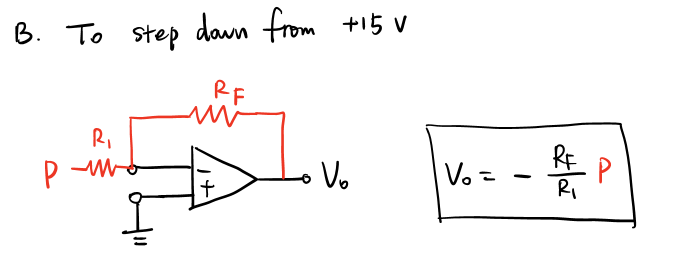 B. To step down from +15 V
RF
R1
P
-
+
Vo
Vo = - RF/R1 P